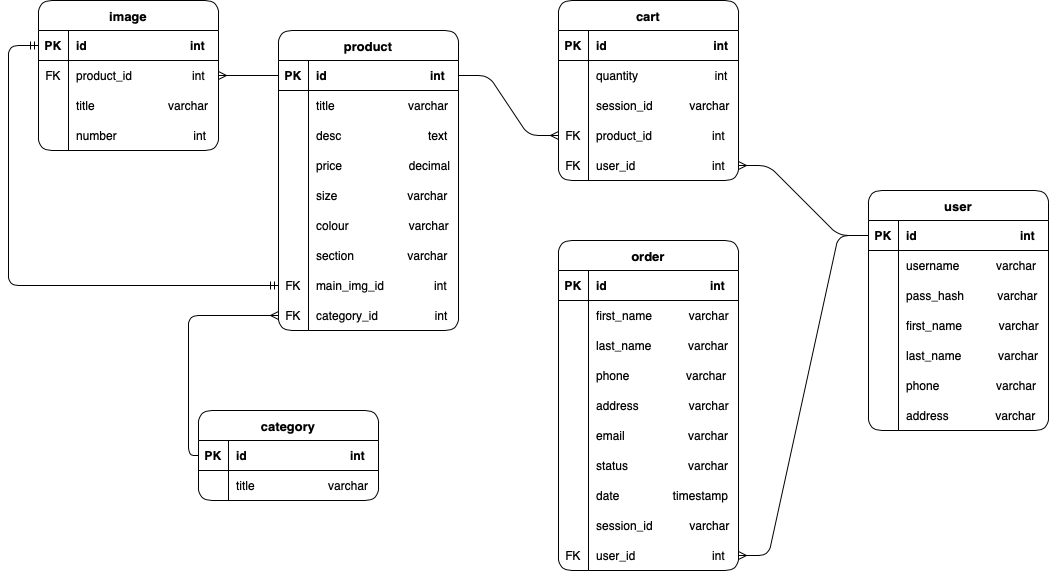 image
PK id int
FK product_id int
title varchar
number int
product
PK id int
title varchar
desc text
price decimal
size varchar
colour varchar
section varchar
FK main_img_id int
FK category_id int
category
PK id int
title varchar
cart
PK id int
quantity int
session_id varchar
FK product_id int
FK user_id int
order
PK id int
first_name varchar
last_name varchar
phone varchar
address varchar
email varchar
status varchar
date timestamp
session_id varchar
FK user_id int
user
PK id int
username varchar
pass_hash varchar
first_name varchar
last_name varchar
phone varchar
address varchar